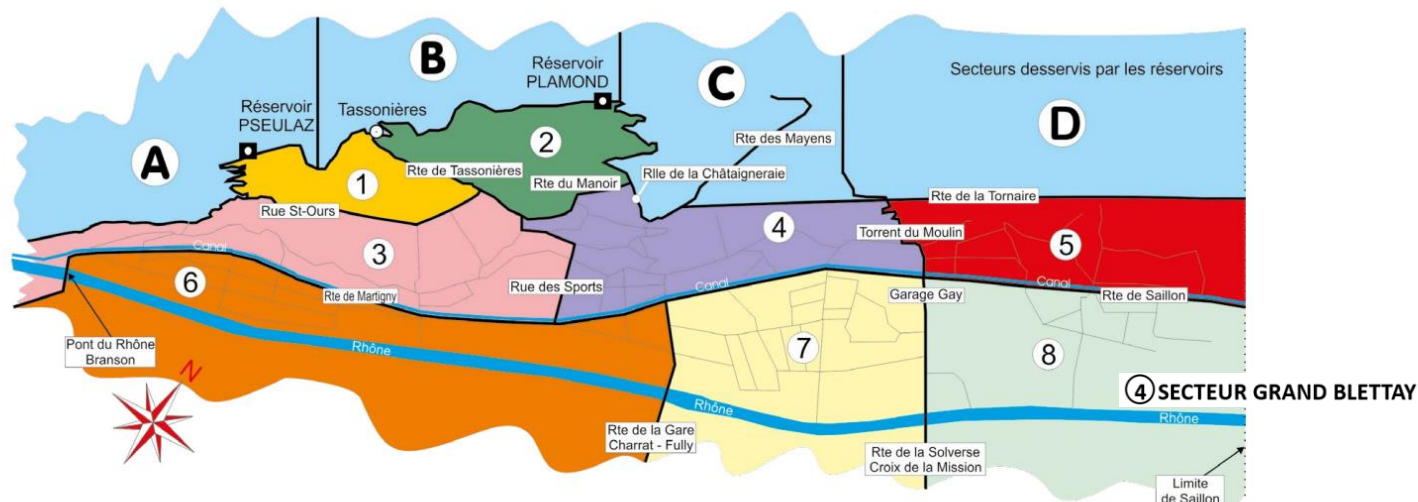 A
B
C
D
Réservoir
PSEULAZ
Tassonières
Réservoir
PLAMOND
Secteurs desservis par les réservoirs
Rte des Mayens
1
2
Rte de Tassonières
Rte du Manoir
Rlle de la Châtaigneraie
Rue St-Ours
Rte de la Tornaire
Torrent du Moulin
3
4
5
Canal
Canal
Canal
6
Rte de Martigny
Rue des Sports
Garage Gay
Rte de Saillon
Pont du Rhône
Branson
Rhône
7
8
N
④ SECTEUR GRAND BLETTAY
Rhône
Rhône
Rte de la Gare
Charrat - Fully
Rte de la Solverse
Croix de la Mission
Limite
de Saillon